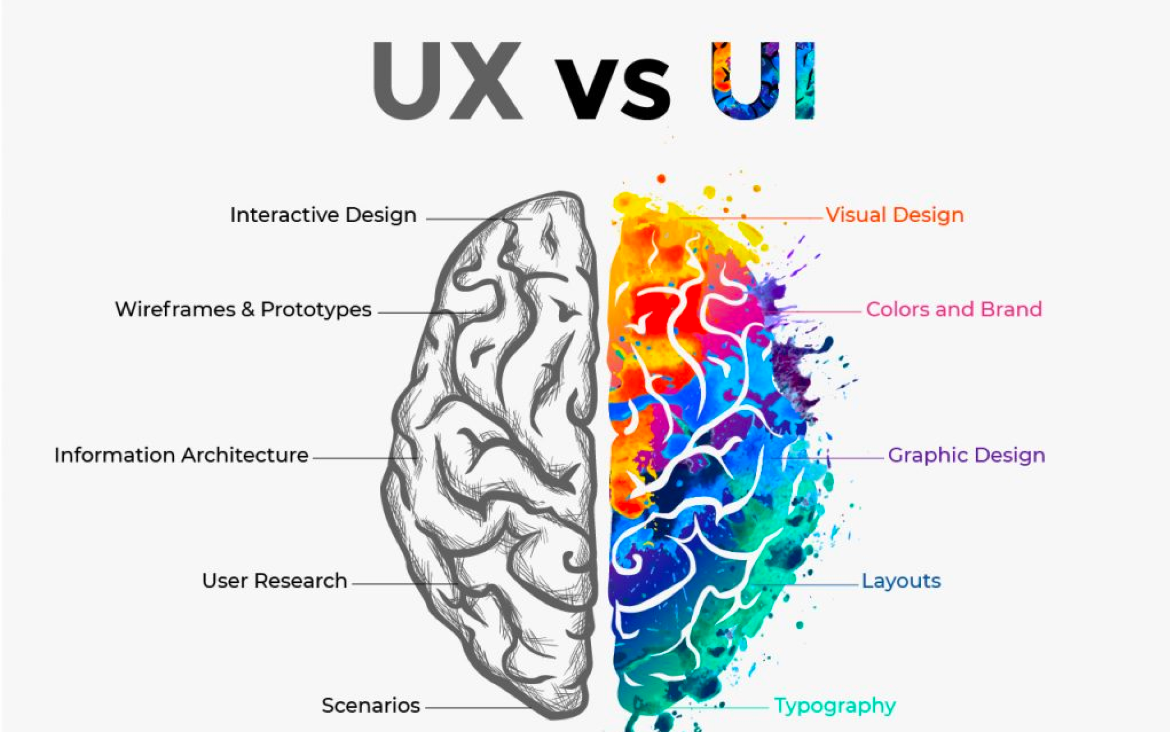 UX vs UI
Interactive Design
Visual Design
Wireframes & Prototypes
Colors and Brand
Information Architecture
Graphic Design
User Research
Layouts
Scenarios
Typography